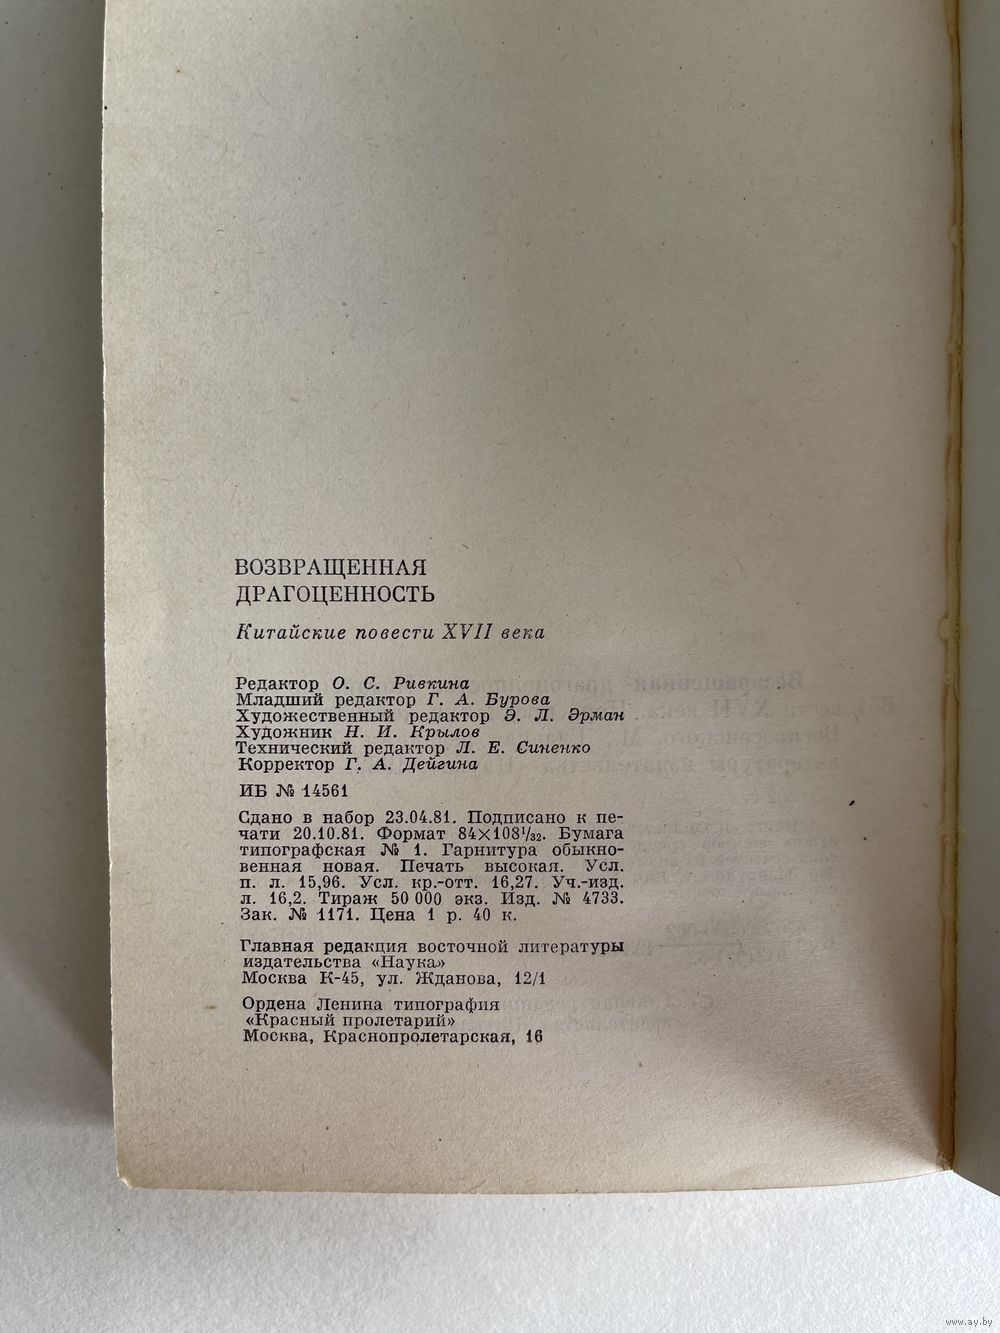 ВОЗВРАЩЕННАЯ
ДРАГОЦЕННОСТЬ
Китайские повести XVII века
Редактор О. С. Ривкина
Младший редактор Г. А. Бурова
Художественный редактор Э. Л. Эрман
Художник Н. И. Крылов
Технический редактор Л. Е. Синенко
Корректор Г. А. Дейгина
ИБ № 14561
Сдано в набор 23.04.81. Подписано к пе-
чати 20.10.81. Формат 84×108¹/₃₂. Бумага
типографская № 1. Гарнитура обыкно-
венная новая. Печать высокая. Усл.
п. л. 15,96. Усл. кр.-отт. 16,27. Уч.-изд.
л. 16,2. Тираж 50 000 экз. Изд. № 4733.
Зак. № 1171. Цена 1 р. 40 к.
Главная редакция восточной литературы
издательства «Наука»
Москва К-45, ул. Жданова, 12/1
Ордена Ленина типография
«Красный пролетарий»
Москва, Краснопролетарская, 16
www.ay.by